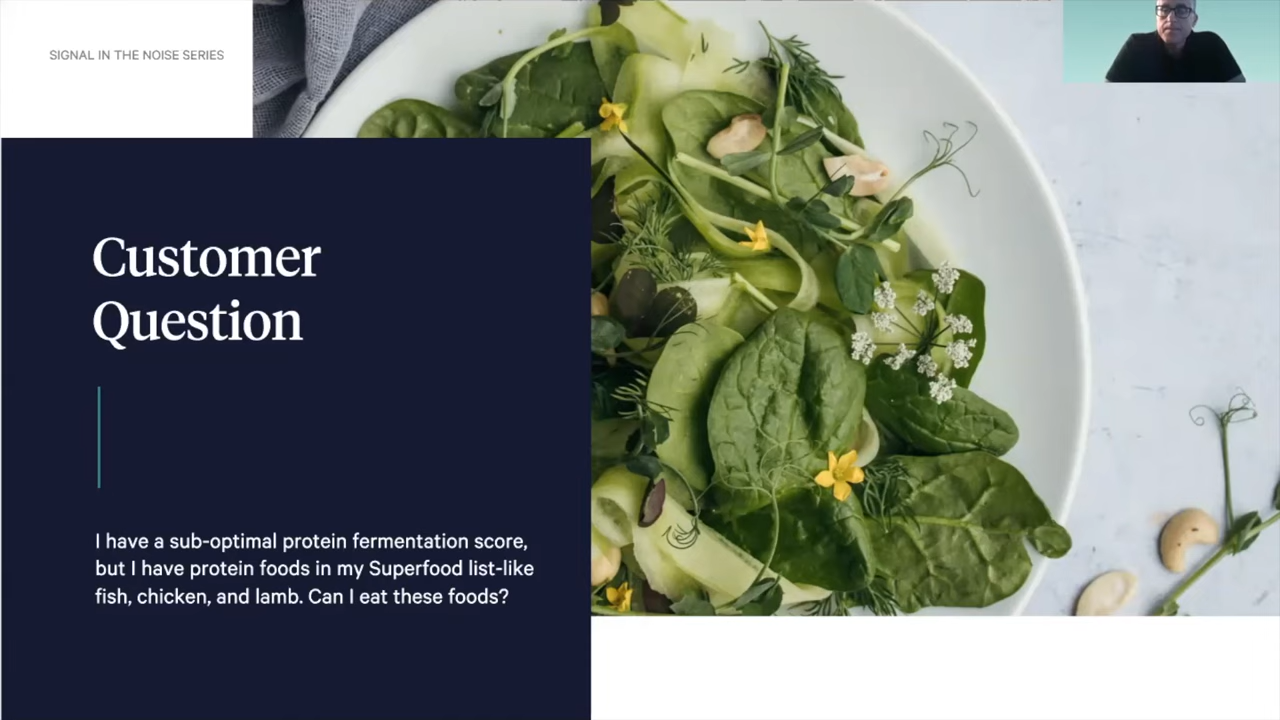 SIGNAL IN THE NOISE SERIES
Customer
Question
I have a sub-optimal protein fermentation score,
but I have protein foods in my Superfood list-like
fish, chicken, and lamb. Can I eat these foods?